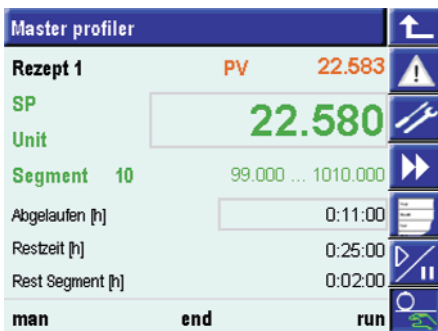 Master profiler
Rezept 1 PV 22.583
SP 22.580
Unit
Segment 10 99.000 ... 1010.000
Abgelaufen [h] 0:11:00
Restzeit [h] 0:25:00
Rest Segment [h] 0:02:00
man end run